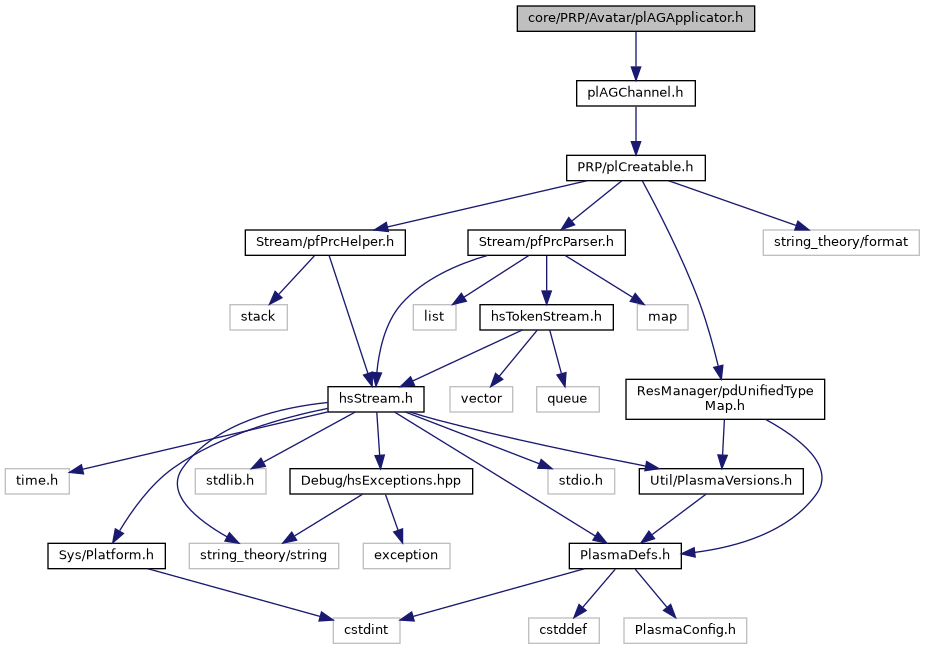 core/PRP/Avatar/plAGApplicator.h
plAGChannel.h
PRP/plCreatable.h
Stream/pfPrcHelper.h
Stream/pfPrcParser.h
string_theory/format
stack
list
hsTokenStream.h
map
hsStream.h
vector
queue
ResManager/pdUnifiedType
Map.h
time.h
stdlib.h
Debug/hsExceptions.hpp
stdio.h
Util/PlasmaVersions.h
Sys/Platform.h
string_theory/string
exception
PlasmaDefs.h
cstdint
cstddef
PlasmaConfig.h